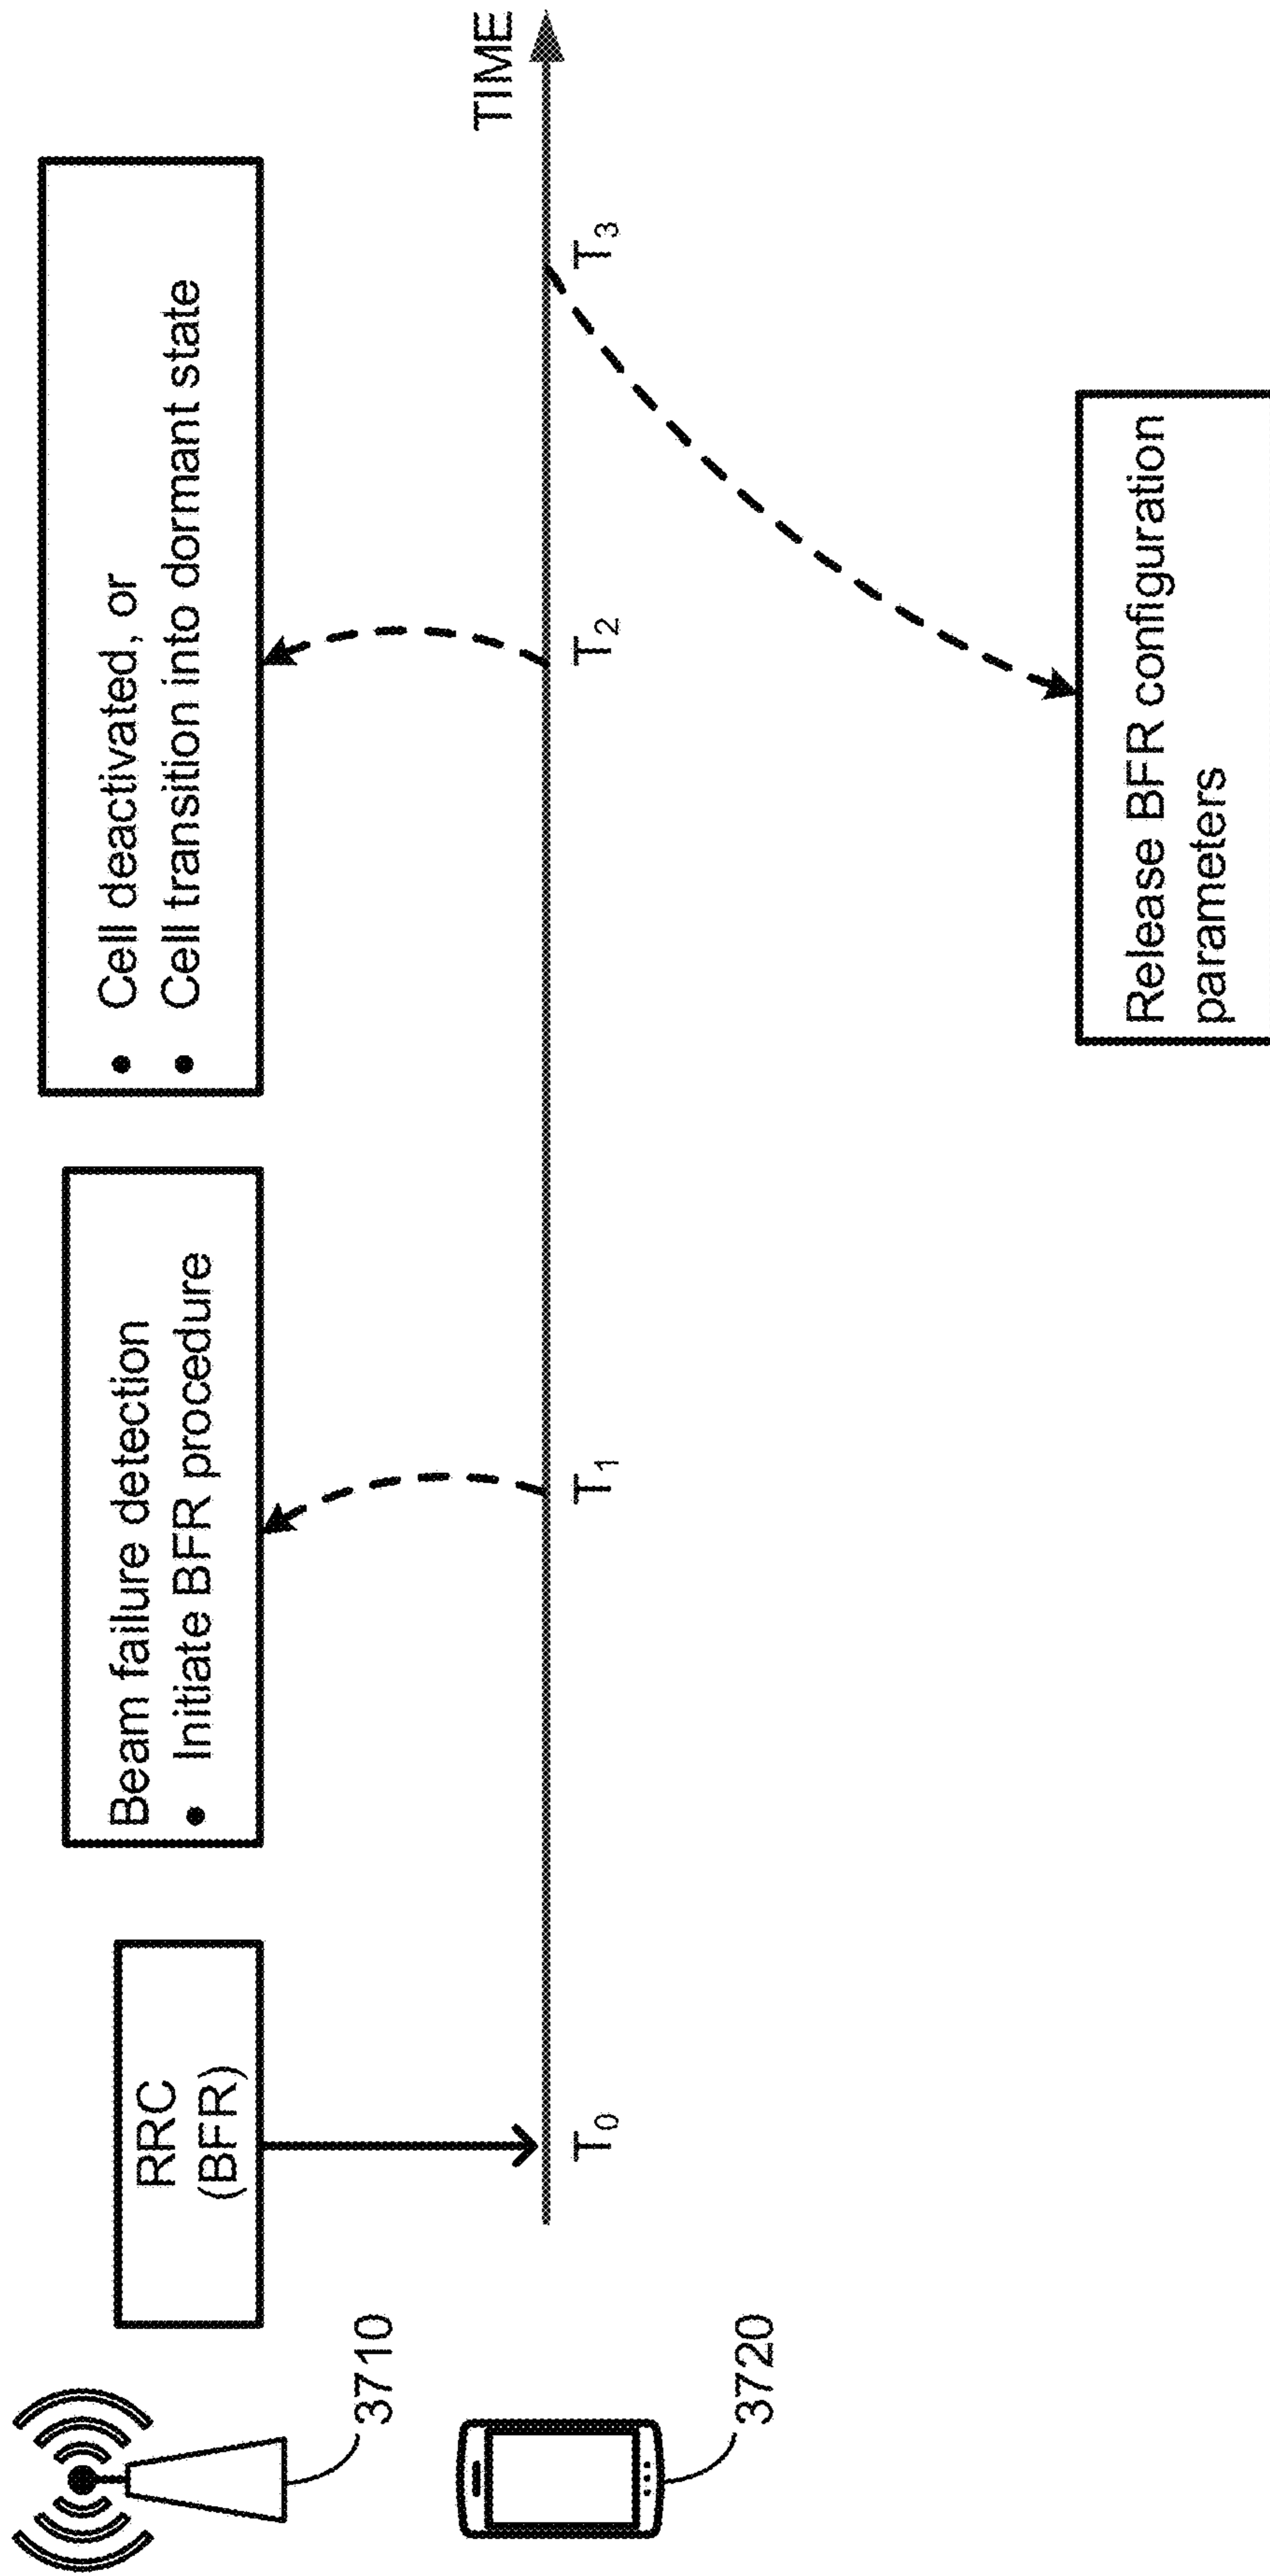 3710
3720
RRC
(BFR)
Beam failure detection
• Initiate BFR procedure
• Cell deactivated, or
• Cell transition into dormant state
TIME
T0
T1
T2
T3
Release BFR configuration
parameters